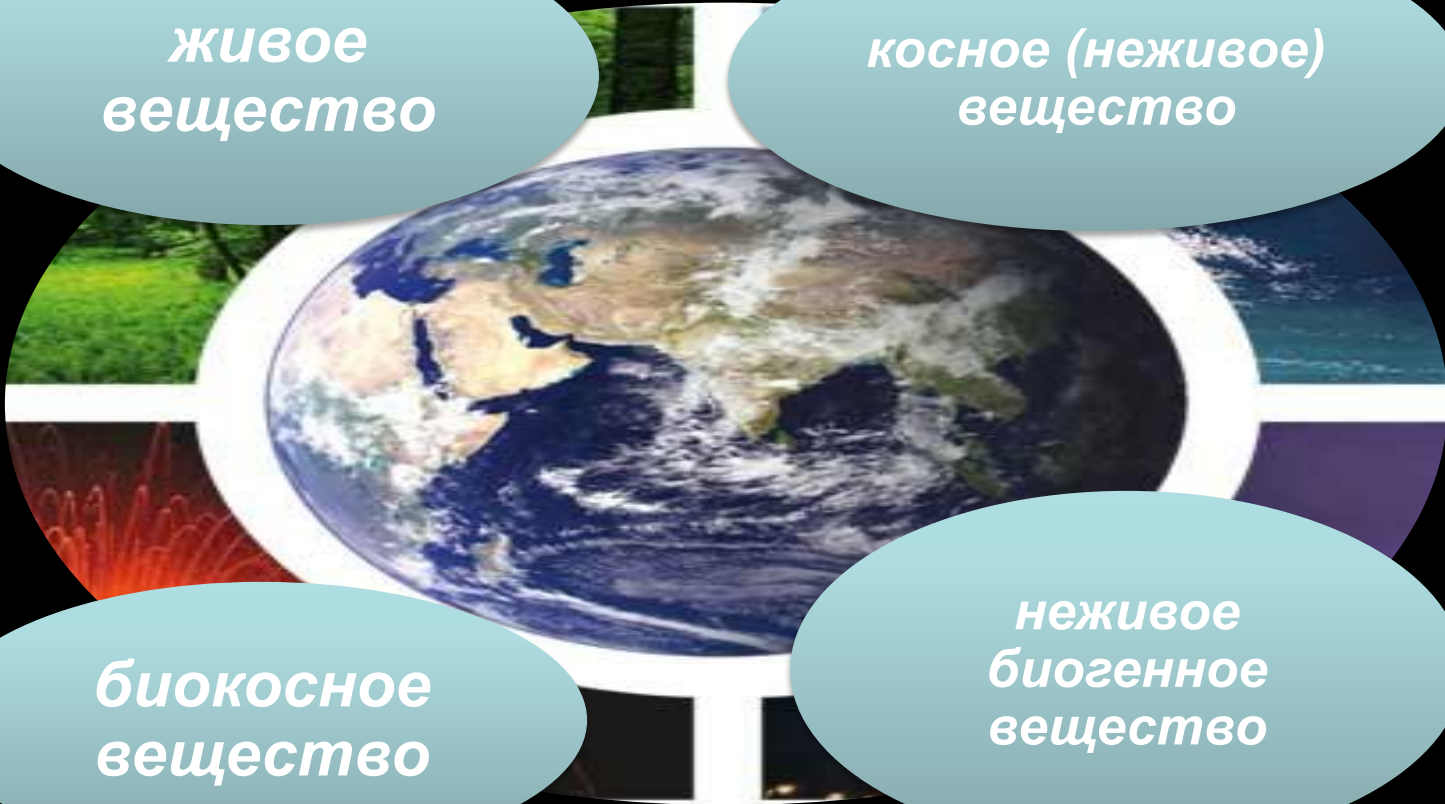 живое
вещество
косное (неживое)
вещество
биокосное
вещество
неживое
биогенное
вещество